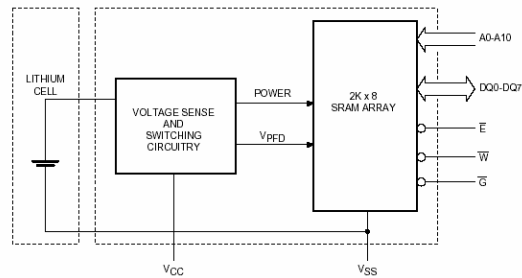 LITHIUM
CELL
VOLTAGE SENSE
AND
SWITCHING
CIRCUITRY
POWER
VPFD
2K x 8
SRAM ARRAY
A0-A10
DQ0-DQ7
E̅
W̅
G̅
VCC
VSS